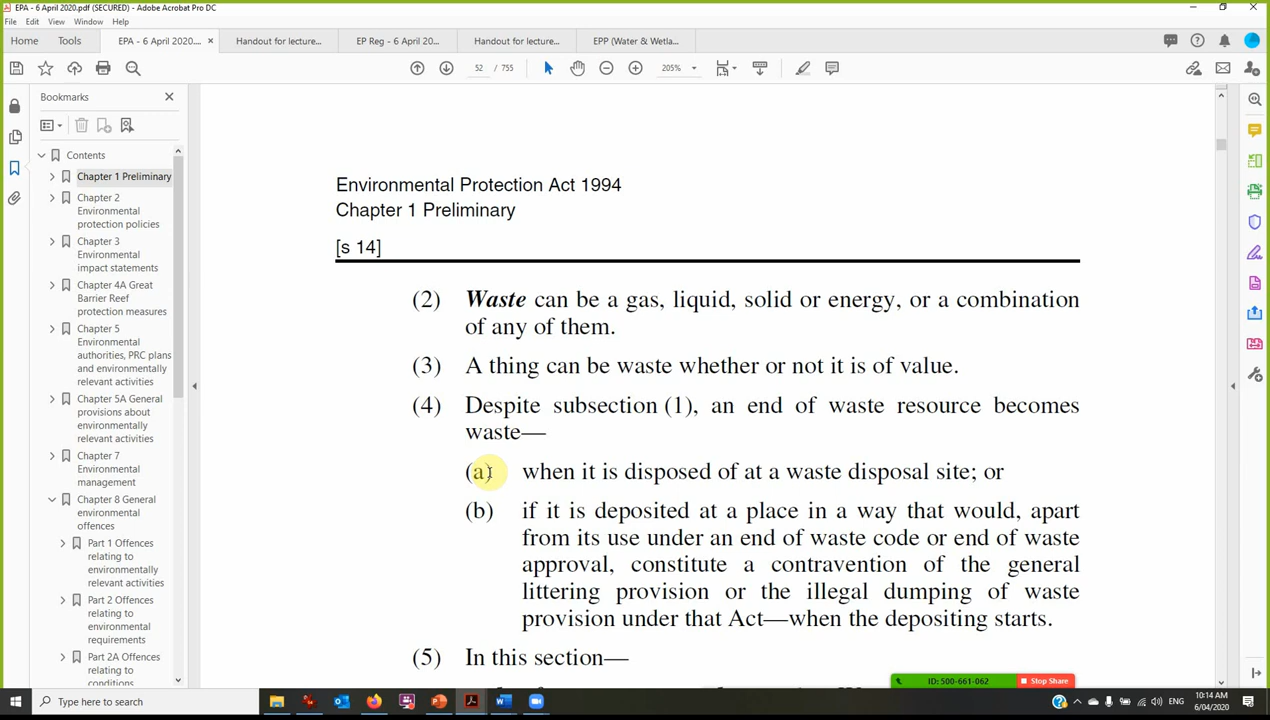 EPA - 6 April 2020.pdf (SECURED) - Adobe Acrobat Pro DC
File Edit View Window Help
Home Tools EPA - 6 April 2020.... × Handout for lecture... EP Reg - 6 April 20... Handout for lecture... EPP (Water & Wetla...
52 / 755 205%
Bookmarks
Contents
Chapter 1 Preliminary
Chapter 2
Environmental
protection policies
Chapter 3
Environmental
impact statements
Chapter 4A Great
Barrier Reef
protection measures
Chapter 5
Environmental
authorities, PRC plans
and environmentally
relevant activities
Chapter 5A General
provisions about
environmentally
relevant activities
Chapter 7
Environmental
management
Chapter 8 General
environmental
offences
Part 1 Offences
relating to
environmentally
relevant activities
Part 2 Offences
relating to
environmental
requirements
Part 2A Offences
relating to
conditions
Environmental Protection Act 1994
Chapter 1 Preliminary
[s 14]
(2) Waste can be a gas, liquid, solid or energy, or a combination
of any of them.
(3) A thing can be waste whether or not it is of value.
(4) Despite subsection (1), an end of waste resource becomes
waste—
(a) when it is disposed of at a waste disposal site; or
(b) if it is deposited at a place in a way that would, apart
from its use under an end of waste code or end of waste
approval, constitute a contravention of the general
littering provision or the illegal dumping of waste
provision under that Act—when the depositing starts.
(5) In this section—
ID: 500-661-062 Stop Share
Type here to search
ENG
10:14 AM
6/04/2020